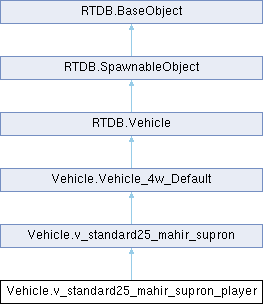 RTDB.BaseObject
RTDB.SpawnableObject
RTDB.Vehicle
Vehicle.Vehicle_4w_Default
Vehicle.v_standard25_mahir_supron
Vehicle.v_standard25_mahir_supron_player